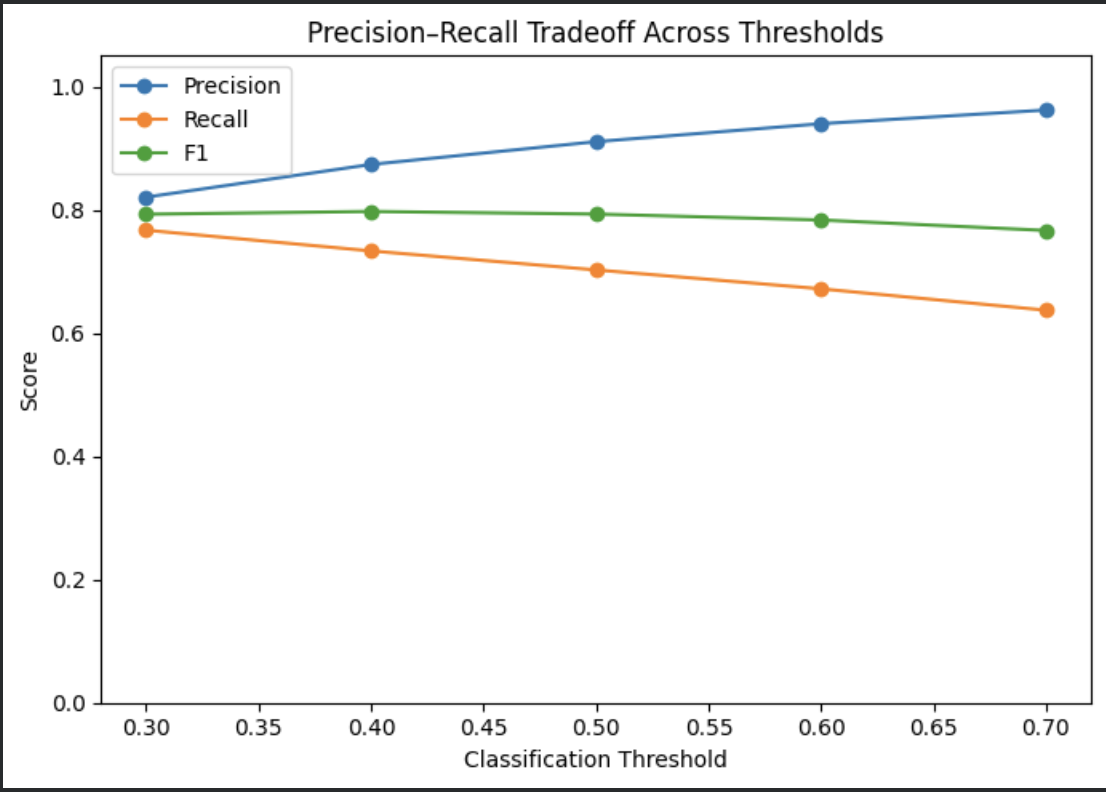 Precision–Recall Tradeoff Across Thresholds
Precision
Recall
F1
1.0
0.8
0.6
0.4
0.2
0.0
Score
0.30 0.35 0.40 0.45 0.50 0.55 0.60 0.65 0.70
Classification Threshold